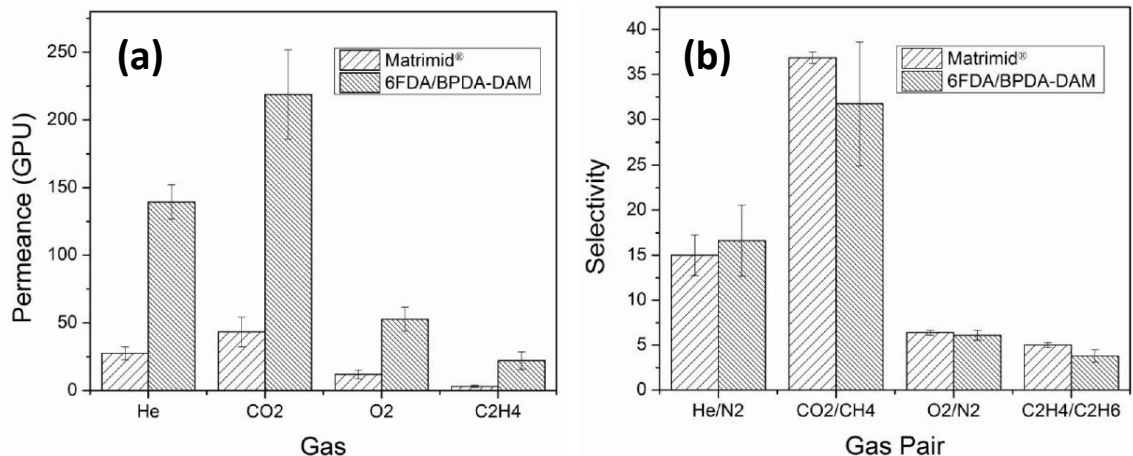 (a)
Matrimid®
6FDA/BPDA-DAM
Permeance (GPU)
250
200
150
100
50
0
He
CO2
O2
C2H4
Gas
(b)
Matrimid®
6FDA/BPDA-DAM
Selectivity
40
35
30
25
20
15
10
5
0
He/N2
CO2/CH4
O2/N2
C2H4/C2H6
Gas Pair